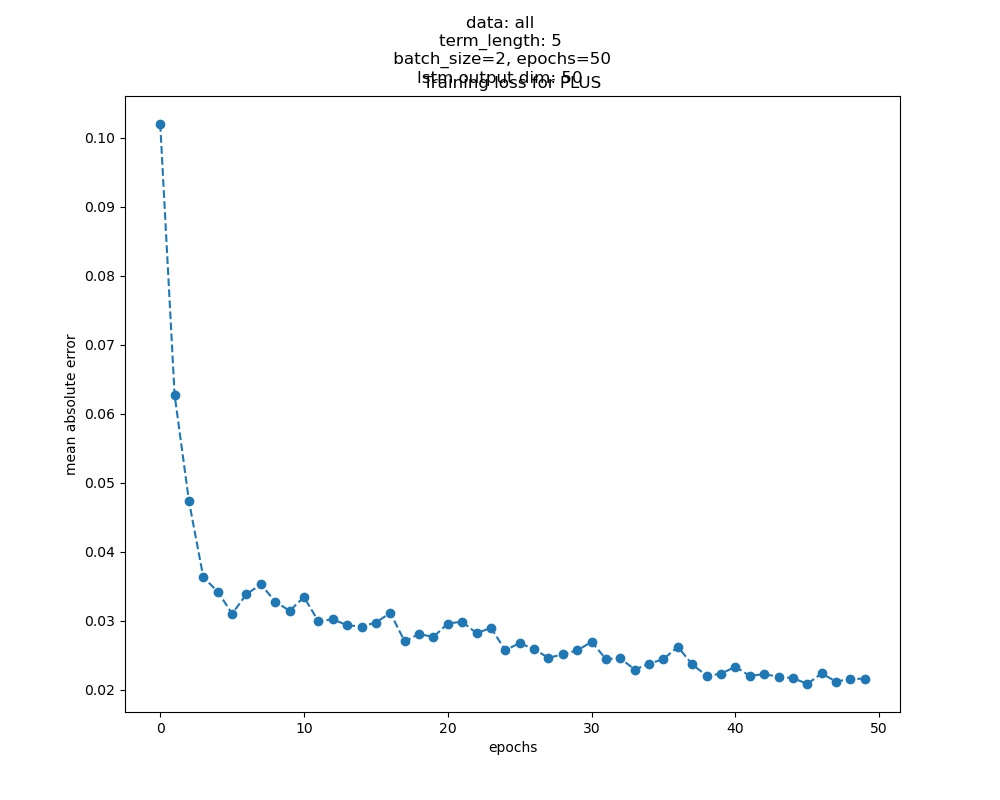 data: all
term_length: 5
batch_size=2, epochs=50
lstm output dim: 50
Training loss for PLUS
0.10
0.09
0.08
0.07
0.06
0.05
0.04
0.03
0.02
mean absolute error
0 10 20 30 40 50
epochs